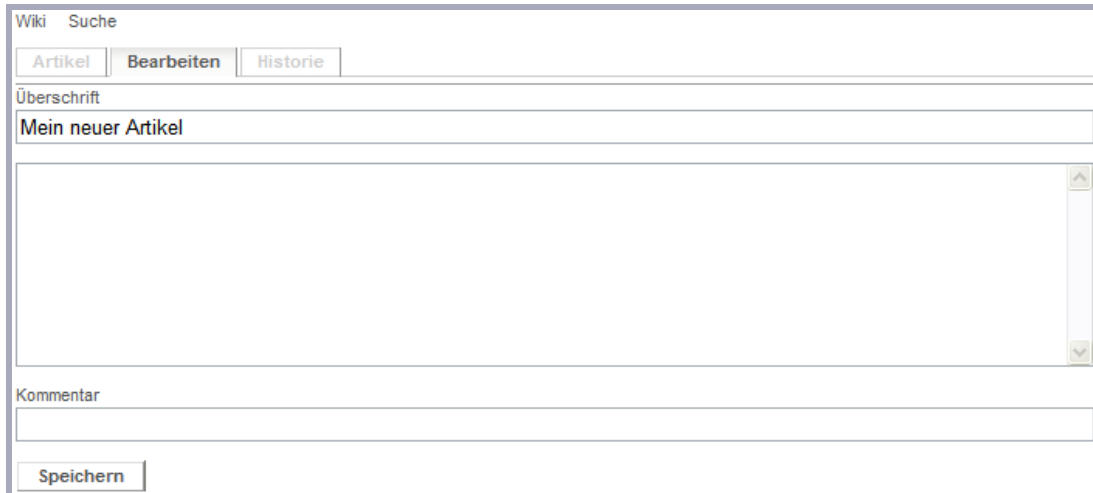 Wiki Suche
Artikel Bearbeiten Historie
Überschrift
Mein neuer Artikel
Kommentar
Speichern